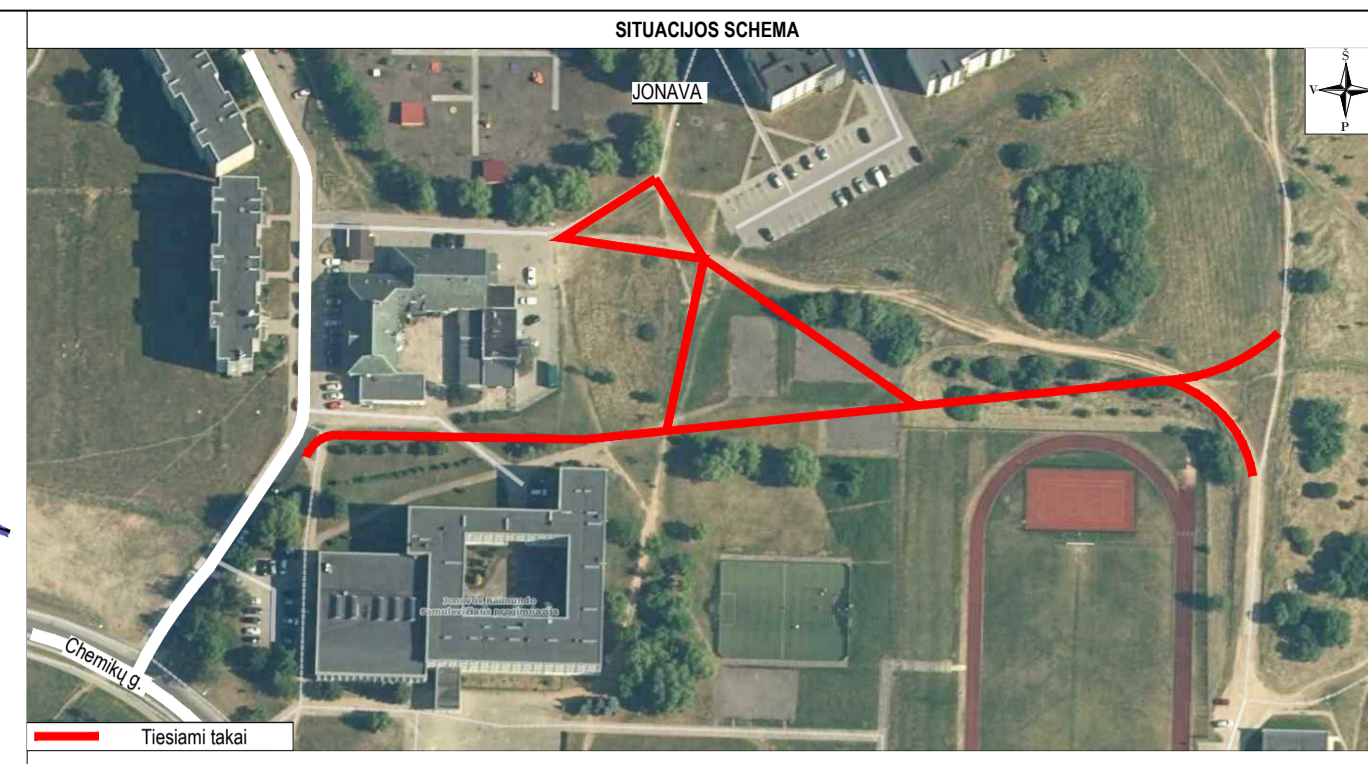 SITUACIJOS SCHEMA
JONAVA
Š
V
P
Jonavos Raimundo
Samulevičiaus progimnazija
Chemikų g.
Tiesiami takai